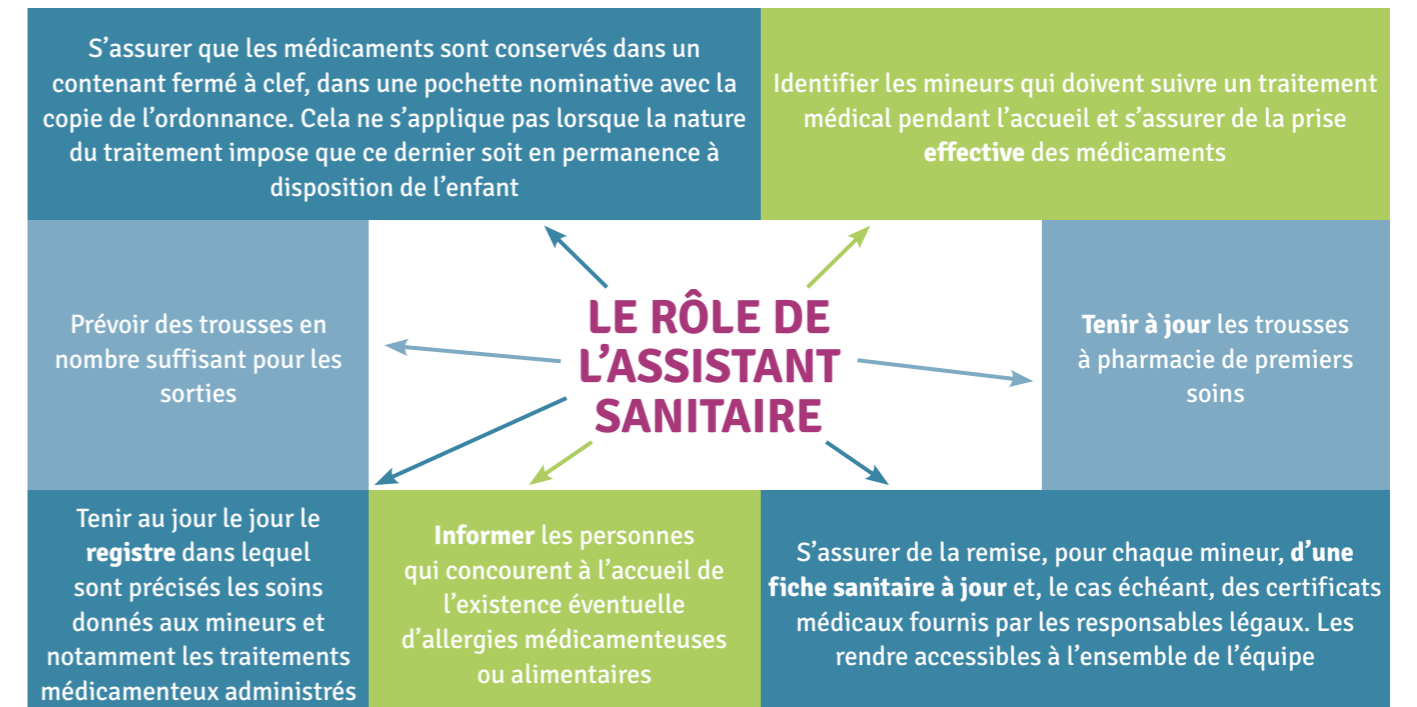 S’assurer que les médicaments sont conservés dans un
contenant fermé à clef, dans une pochette nominative avec la
copie de l’ordonnance. Cela ne s’applique pas lorsque la nature
du traitement impose que ce dernier soit en permanence à
disposition de l’enfant
Identifier les mineurs qui doivent suivre un traitement
médical pendant l’accueil et s’assurer de la prise
effective des médicaments
Prévoir des trousses en
nombre suffisant pour les
sorties
LE RÔLE DE
L’ASSISTANT
SANITAIRE
Tenir à jour les trousses
à pharmacie de premiers
soins
Tenir au jour le jour le
registre dans lequel
sont précisés les soins
donnés aux mineurs et
notamment les traitements
médicamenteux administrés
Informer les personnes
qui concourent à l’accueil de
l’existence éventuelle
d’allergies médicamenteuses
ou alimentaires
S’assurer de la remise, pour chaque mineur, d’une
fiche sanitaire à jour et, le cas échéant, des certificats
médicaux fournis par les responsables légaux. Les
rendre accessibles à l’ensemble de l’équipe